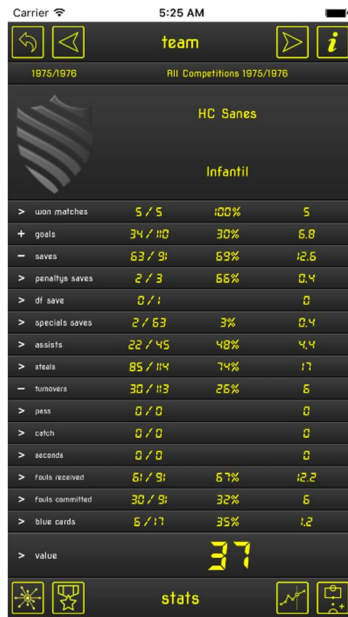 Carrier 5:25 AM
team
1975/1976 All Competitions 1975/1976
HC Sanes
Infantil
> won matches 5 / 5 100% 5
+ goals 34 / 110 30% 6.8
− saves 63 / 91 69% 12.6
> penaltys saves 2 / 3 66% 0.4
> df save 0 / 1 0
> specials saves 2 / 63 3% 0.4
> assists 22 / 45 48% 4.4
> steals 85 / 114 74% 17
− turnovers 30 / 113 26% 6
> pass 0 / 0 0
> catch 0 / 0 0
> seconds 0 / 0 0
> fouls received 61 / 91 67% 12.2
> fouls committed 30 / 91 32% 6
> blue cards 6 / 17 35% 1.2
> value 37
stats